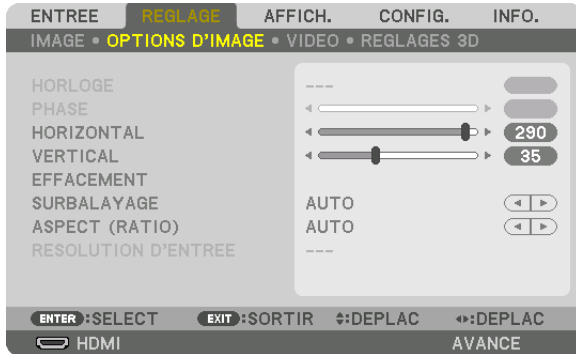 ENTREE REGLAGE AFFICH. CONFIG. INFO.
IMAGE • OPTIONS D'IMAGE • VIDEO • REGLAGES 3D
HORLOGE ---
PHASE
HORIZONTAL 290
VERTICAL 35
EFFACEMENT
SURBALAYAGE AUTO
ASPECT (RATIO) AUTO
RESOLUTION D'ENTREE ---
ENTER :SELECT EXIT :SORTIR :DEPLAC :DEPLAC
HDMI AVANCE